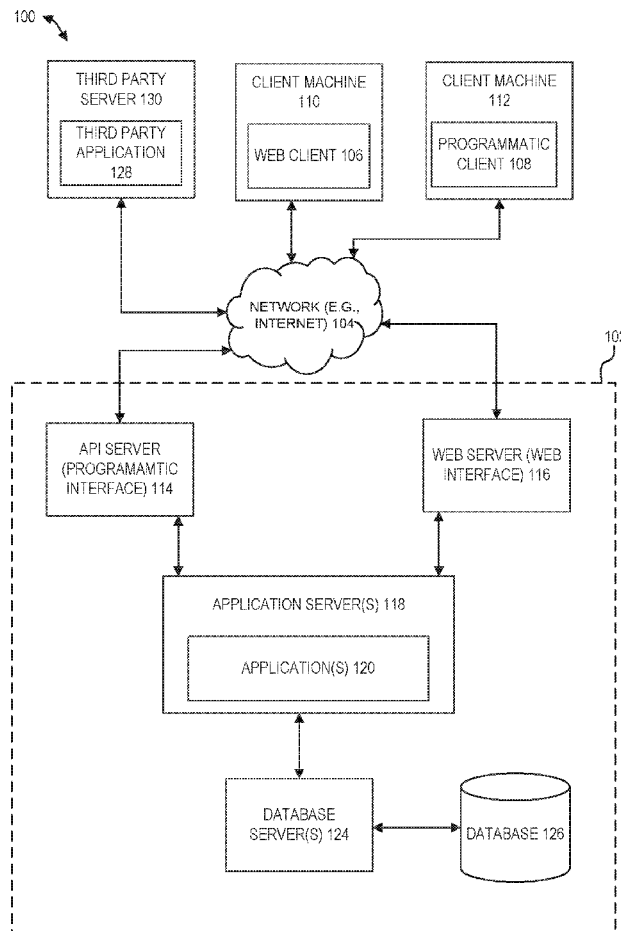 100
THIRD PARTY
SERVER 130
THIRD PARTY
APPLICATION
128
CLIENT MACHINE
110
WEB CLIENT 106
CLIENT MACHINE
112
PROGRAMMATIC
CLIENT 108
NETWORK (E.G.,
INTERNET) 104
102
API SERVER
(PROGRAMAMTIC
INTERFACE) 114
WEB SERVER (WEB
INTERFACE) 116
APPLICATION SERVER(S) 118
APPLICATION(S) 120
DATABASE
SERVER(S) 124
DATABASE 126